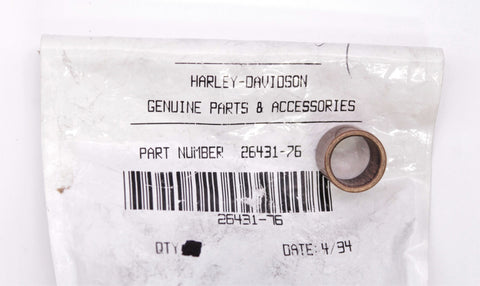 HARLEY-DAVIDSON
GENUINE PARTS & ACCESSORIES
PART NUMBER 26431-76
26431-76
QTY
DATE: 4/94